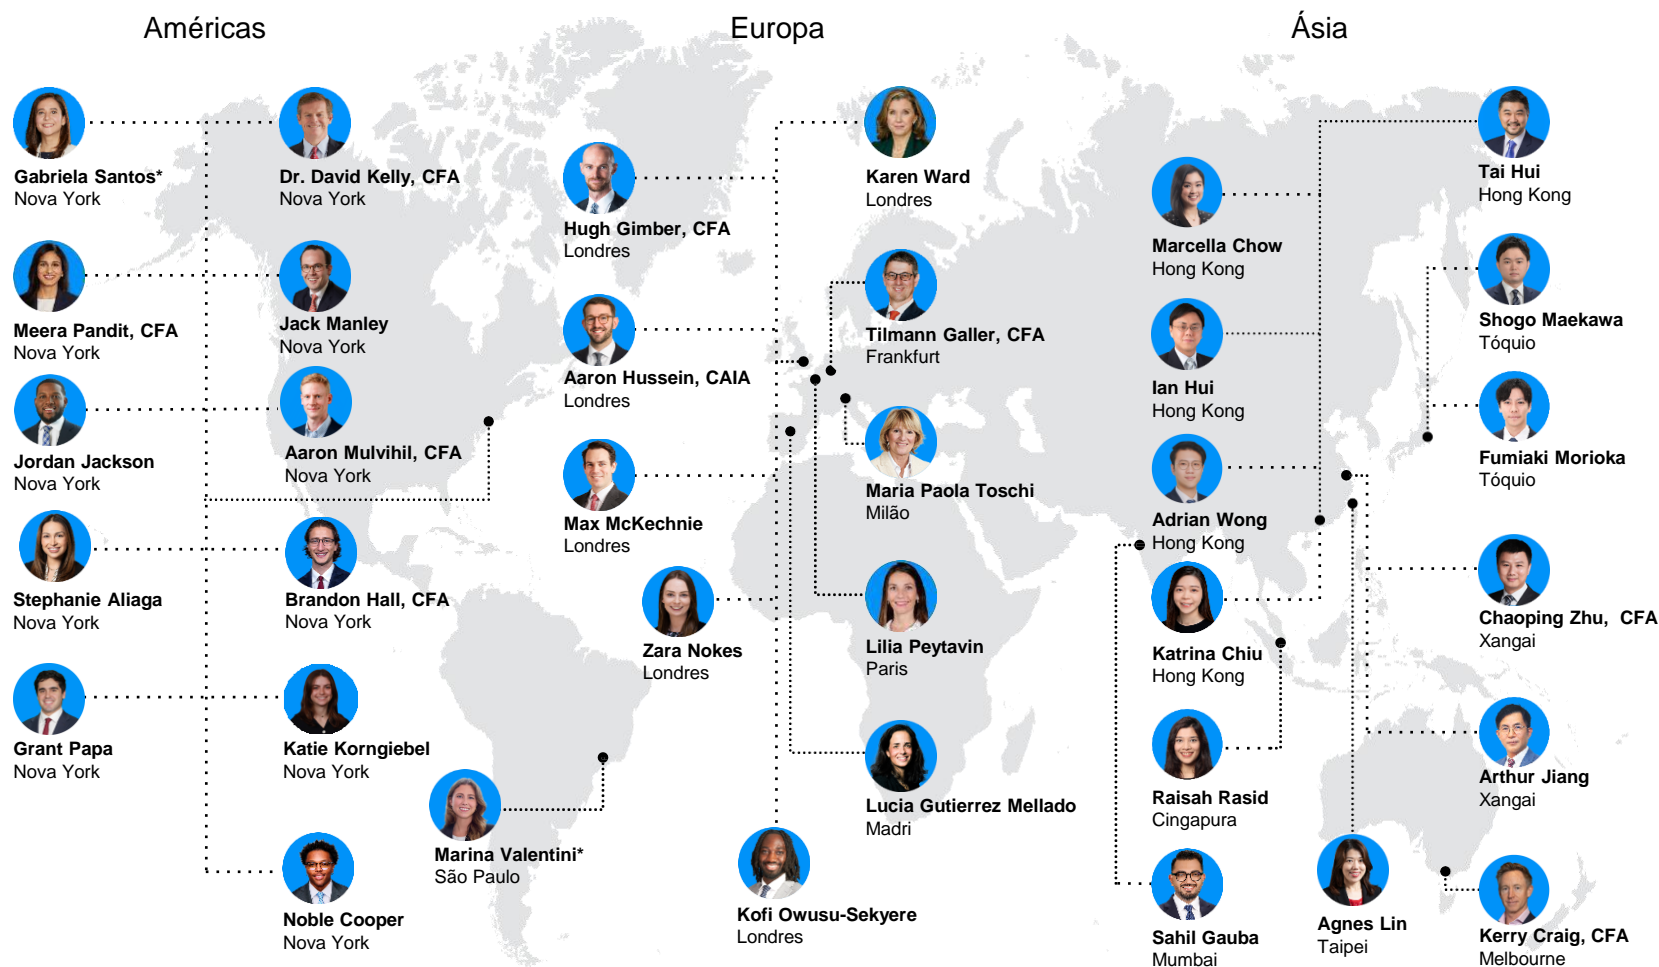 Américas
Europa
Ásia
Gabriela Santos*
Nova York
Dr. David Kelly, CFA
Nova York
Meera Pandit, CFA
Nova York
Jack Manley
Nova York
Jordan Jackson
Nova York
Aaron Mulvihil, CFA
Nova York
Stephanie Aliaga
Nova York
Brandon Hall, CFA
Nova York
Grant Papa
Nova York
Katie Korngiebel
Nova York
Noble Cooper
Nova York
Marina Valentini*
São Paulo
Hugh Gimber, CFA
Londres
Karen Ward
Londres
Aaron Hussein, CAIA
Londres
Tilmann Galler, CFA
Frankfurt
Max McKechnie
Londres
Maria Paola Toschi
Milão
Zara Nokes
Londres
Lilia Peytavin
Paris
Lucia Gutierrez Mellado
Madri
Kofi Owusu-Sekyere
Londres
Marcella Chow
Hong Kong
Tai Hui
Hong Kong
Ian Hui
Hong Kong
Shogo Maekawa
Tóquio
Adrian Wong
Hong Kong
Fumiaki Morioka
Tóquio
Katrina Chiu
Hong Kong
Chaoping Zhu,  CFA
Xangai
Raisah Rasid
Cingapura
Arthur Jiang
Xangai
Sahil Gauba
Mumbai
Agnes Lin
Taipei
Kerry Craig, CFA
Melbourne